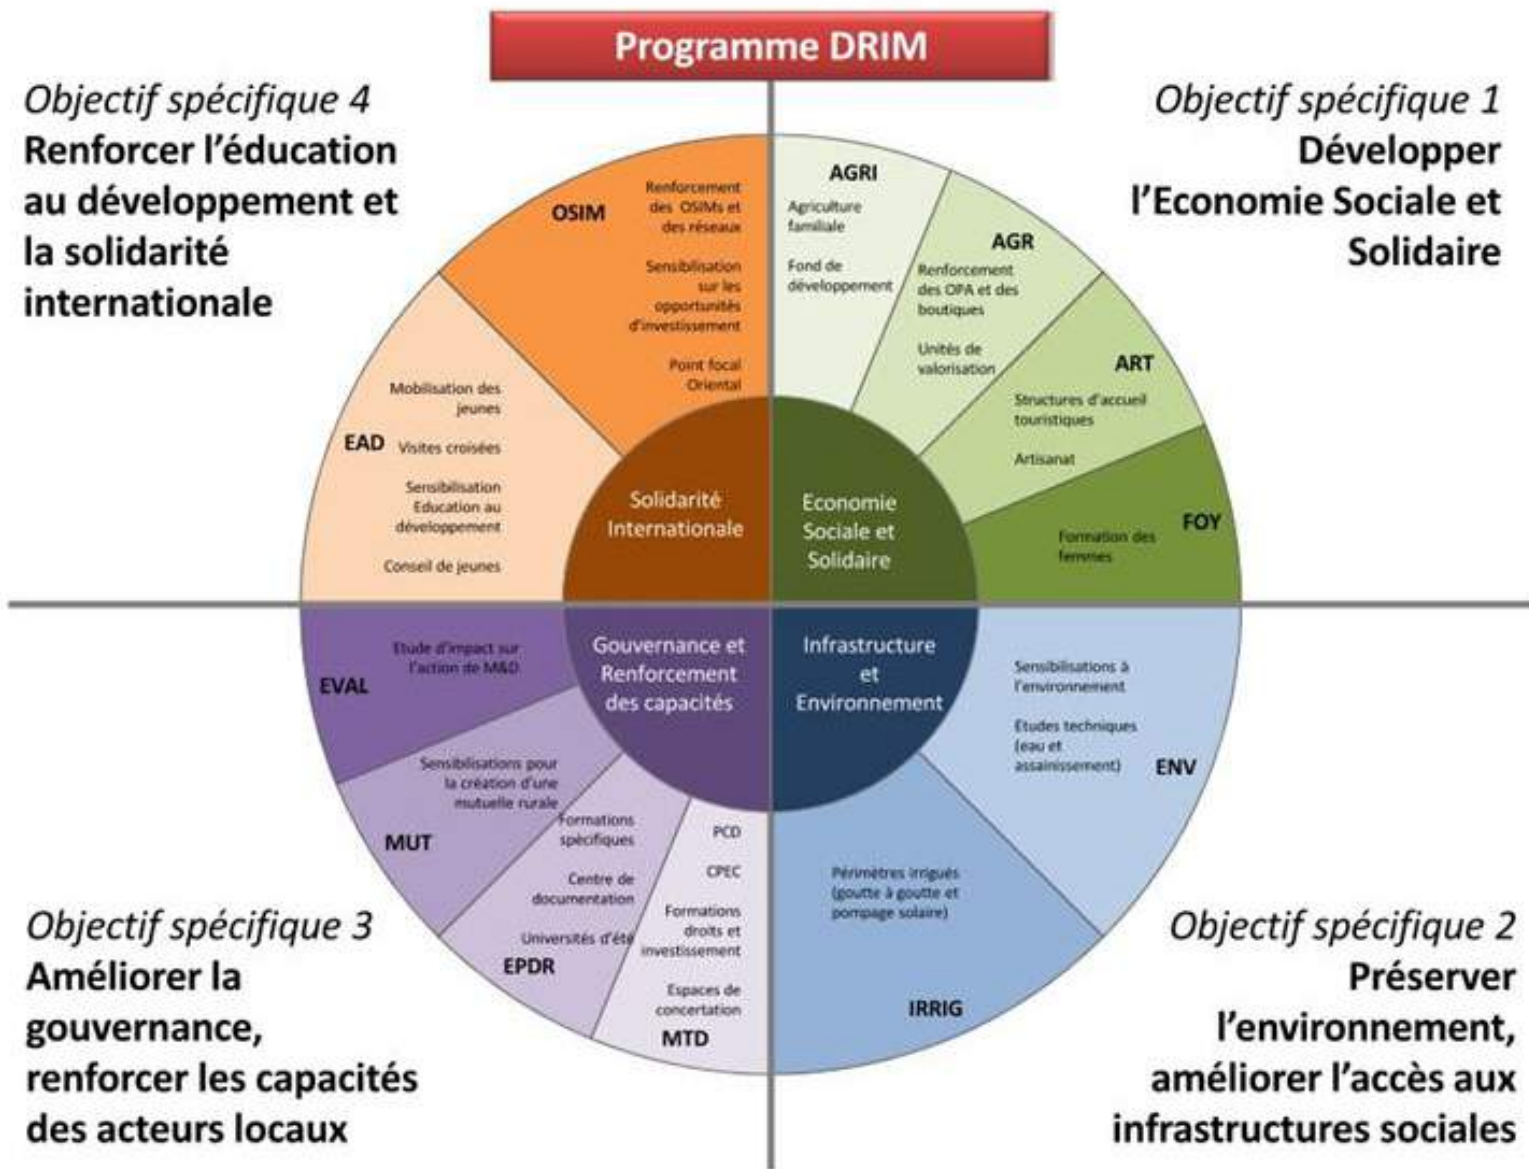 Programme DRIM
Objectif spécifique 4
Renforcer l'éducation
au développement et
la solidarité
internationale
Objectif spécifique 1
Développer
l'Economie Sociale et
Solidaire
OSIM
Renforcement
des OSIMs et
des réseaux
Sensibilisation
sur les
opportunités
d'investissement
Point focal
Oriental
AGRI
Agriculture
familiale
Fond de
développement
AGR
Renforcement
des OPA et des
boutiques
Unités de
valorisation
ART
Structures d'accueil
touristiques
Artisanat
FOY
Formation des
femmes
EAD
Mobilisation des
jeunes
Visites croisées
Sensibilisation
Education au
développement
Conseil de jeunes
Solidarité
Internationale
Economie
Sociale et
Solidaire
Gouvernance et
Renforcement
des capacités
Infrastructure
et
Environnement
EVAL
Etude d'impact sur
l'action de M&D
MUT
Sensibilisations pour
la création d'une
mutuelle rurale
EPDR
Formations
spécifiques
Centre de
documentation
Universités d'été
MTD
PCD
CPEC
Formations
droits et
investissement
Espaces de
concertation
IRRIG
Périmètres irrigués
(goutte à goutte et
pompage solaire)
ENV
Sensibilisations à
l'environnement
Etudes techniques
(eau et
assainissement)
Objectif spécifique 3
Améliorer la
gouvernance,
renforcer les capacités
des acteurs locaux
Objectif spécifique 2
Préserver
l'environnement,
améliorer l'accès aux
infrastructures sociales